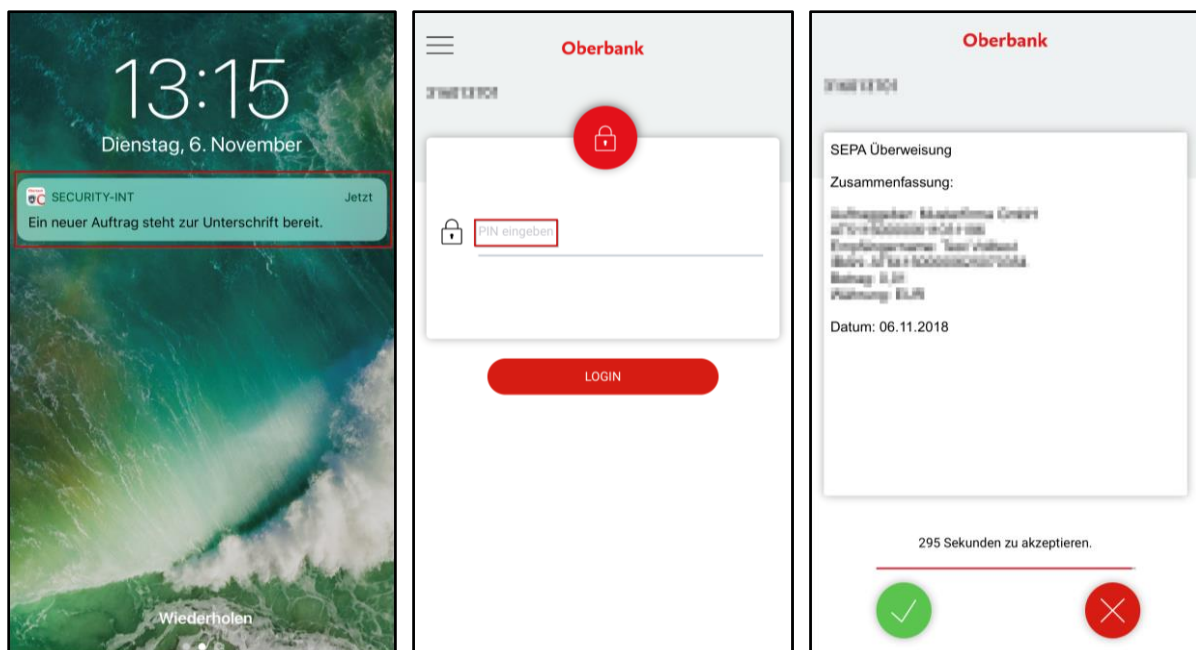 13:15
Dienstag, 6. November
SECURITY-INT
Jetzt
Ein neuer Auftrag steht zur Unterschrift bereit.
Wiederholen
Oberbank
PIN eingeben
LOGIN
Oberbank
SEPA Überweisung
Zusammenfassung:
Datum: 06.11.2018
295 Sekunden zu akzeptieren.